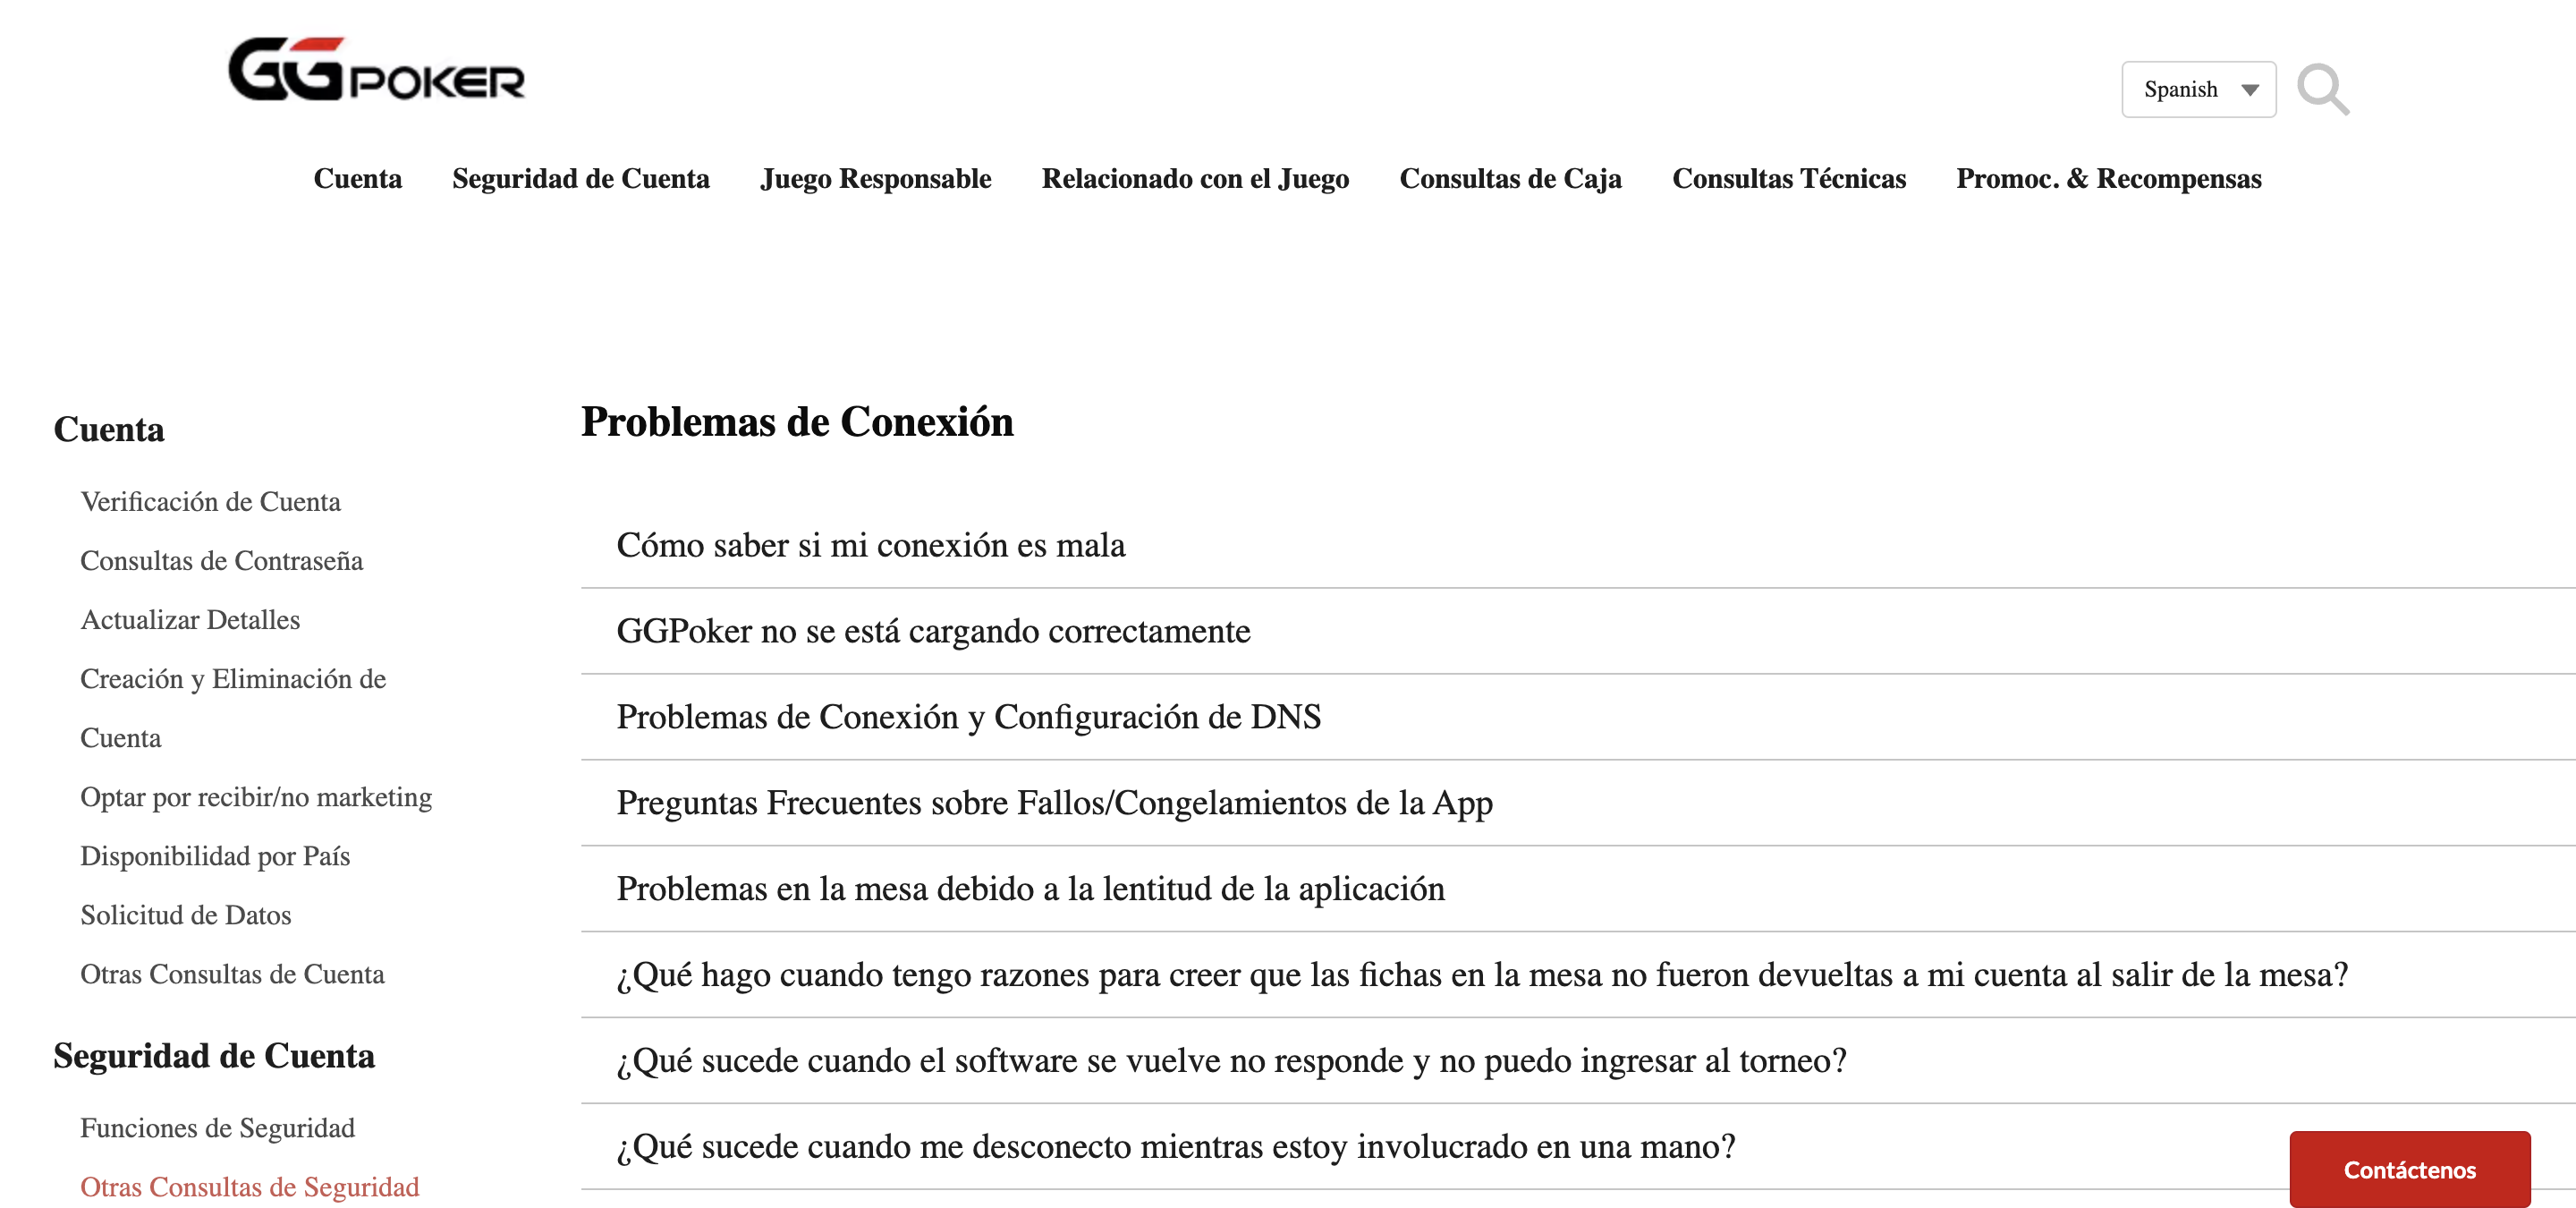 GGPOKER
Spanish
Cuenta
Seguridad de Cuenta
Juego Responsable
Relacionado con el Juego
Consultas de Caja
Consultas Técnicas
Promoc. & Recompensas
Cuenta
Verificación de Cuenta
Consultas de Contraseña
Actualizar Detalles
Creación y Eliminación de
Cuenta
Optar por recibir/no marketing
Disponibilidad por País
Solicitud de Datos
Otras Consultas de Cuenta
Seguridad de Cuenta
Funciones de Seguridad
Otras Consultas de Seguridad
Problemas de Conexión
Cómo saber si mi conexión es mala
GGPoker no se está cargando correctamente
Problemas de Conexión y Configuración de DNS
Preguntas Frecuentes sobre Fallos/Congelamientos de la App
Problemas en la mesa debido a la lentitud de la aplicación
¿Qué hago cuando tengo razones para creer que las fichas en la mesa no fueron devueltas a mi cuenta al salir de la mesa?
¿Qué sucede cuando el software se vuelve no responde y no puedo ingresar al torneo?
¿Qué sucede cuando me desconecto mientras estoy involucrado en una mano?
Contáctenos